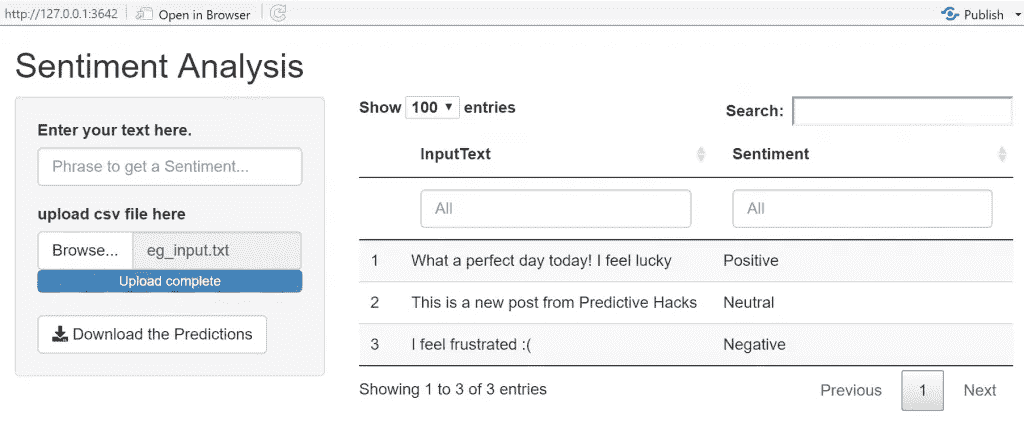 http://127.0.0.1:3642 Open in Browser Publish
Sentiment Analysis
Enter your text here.
Phrase to get a Sentiment...
upload csv file here
Browse... eg_input.txt
Upload complete
Download the Predictions
Show 100 entries Search:
InputText Sentiment
All All
1 What a perfect day today! I feel lucky Positive
2 This is a new post from Predictive Hacks Neutral
3 I feel frustrated :( Negative
Showing 1 to 3 of 3 entries Previous 1 Next